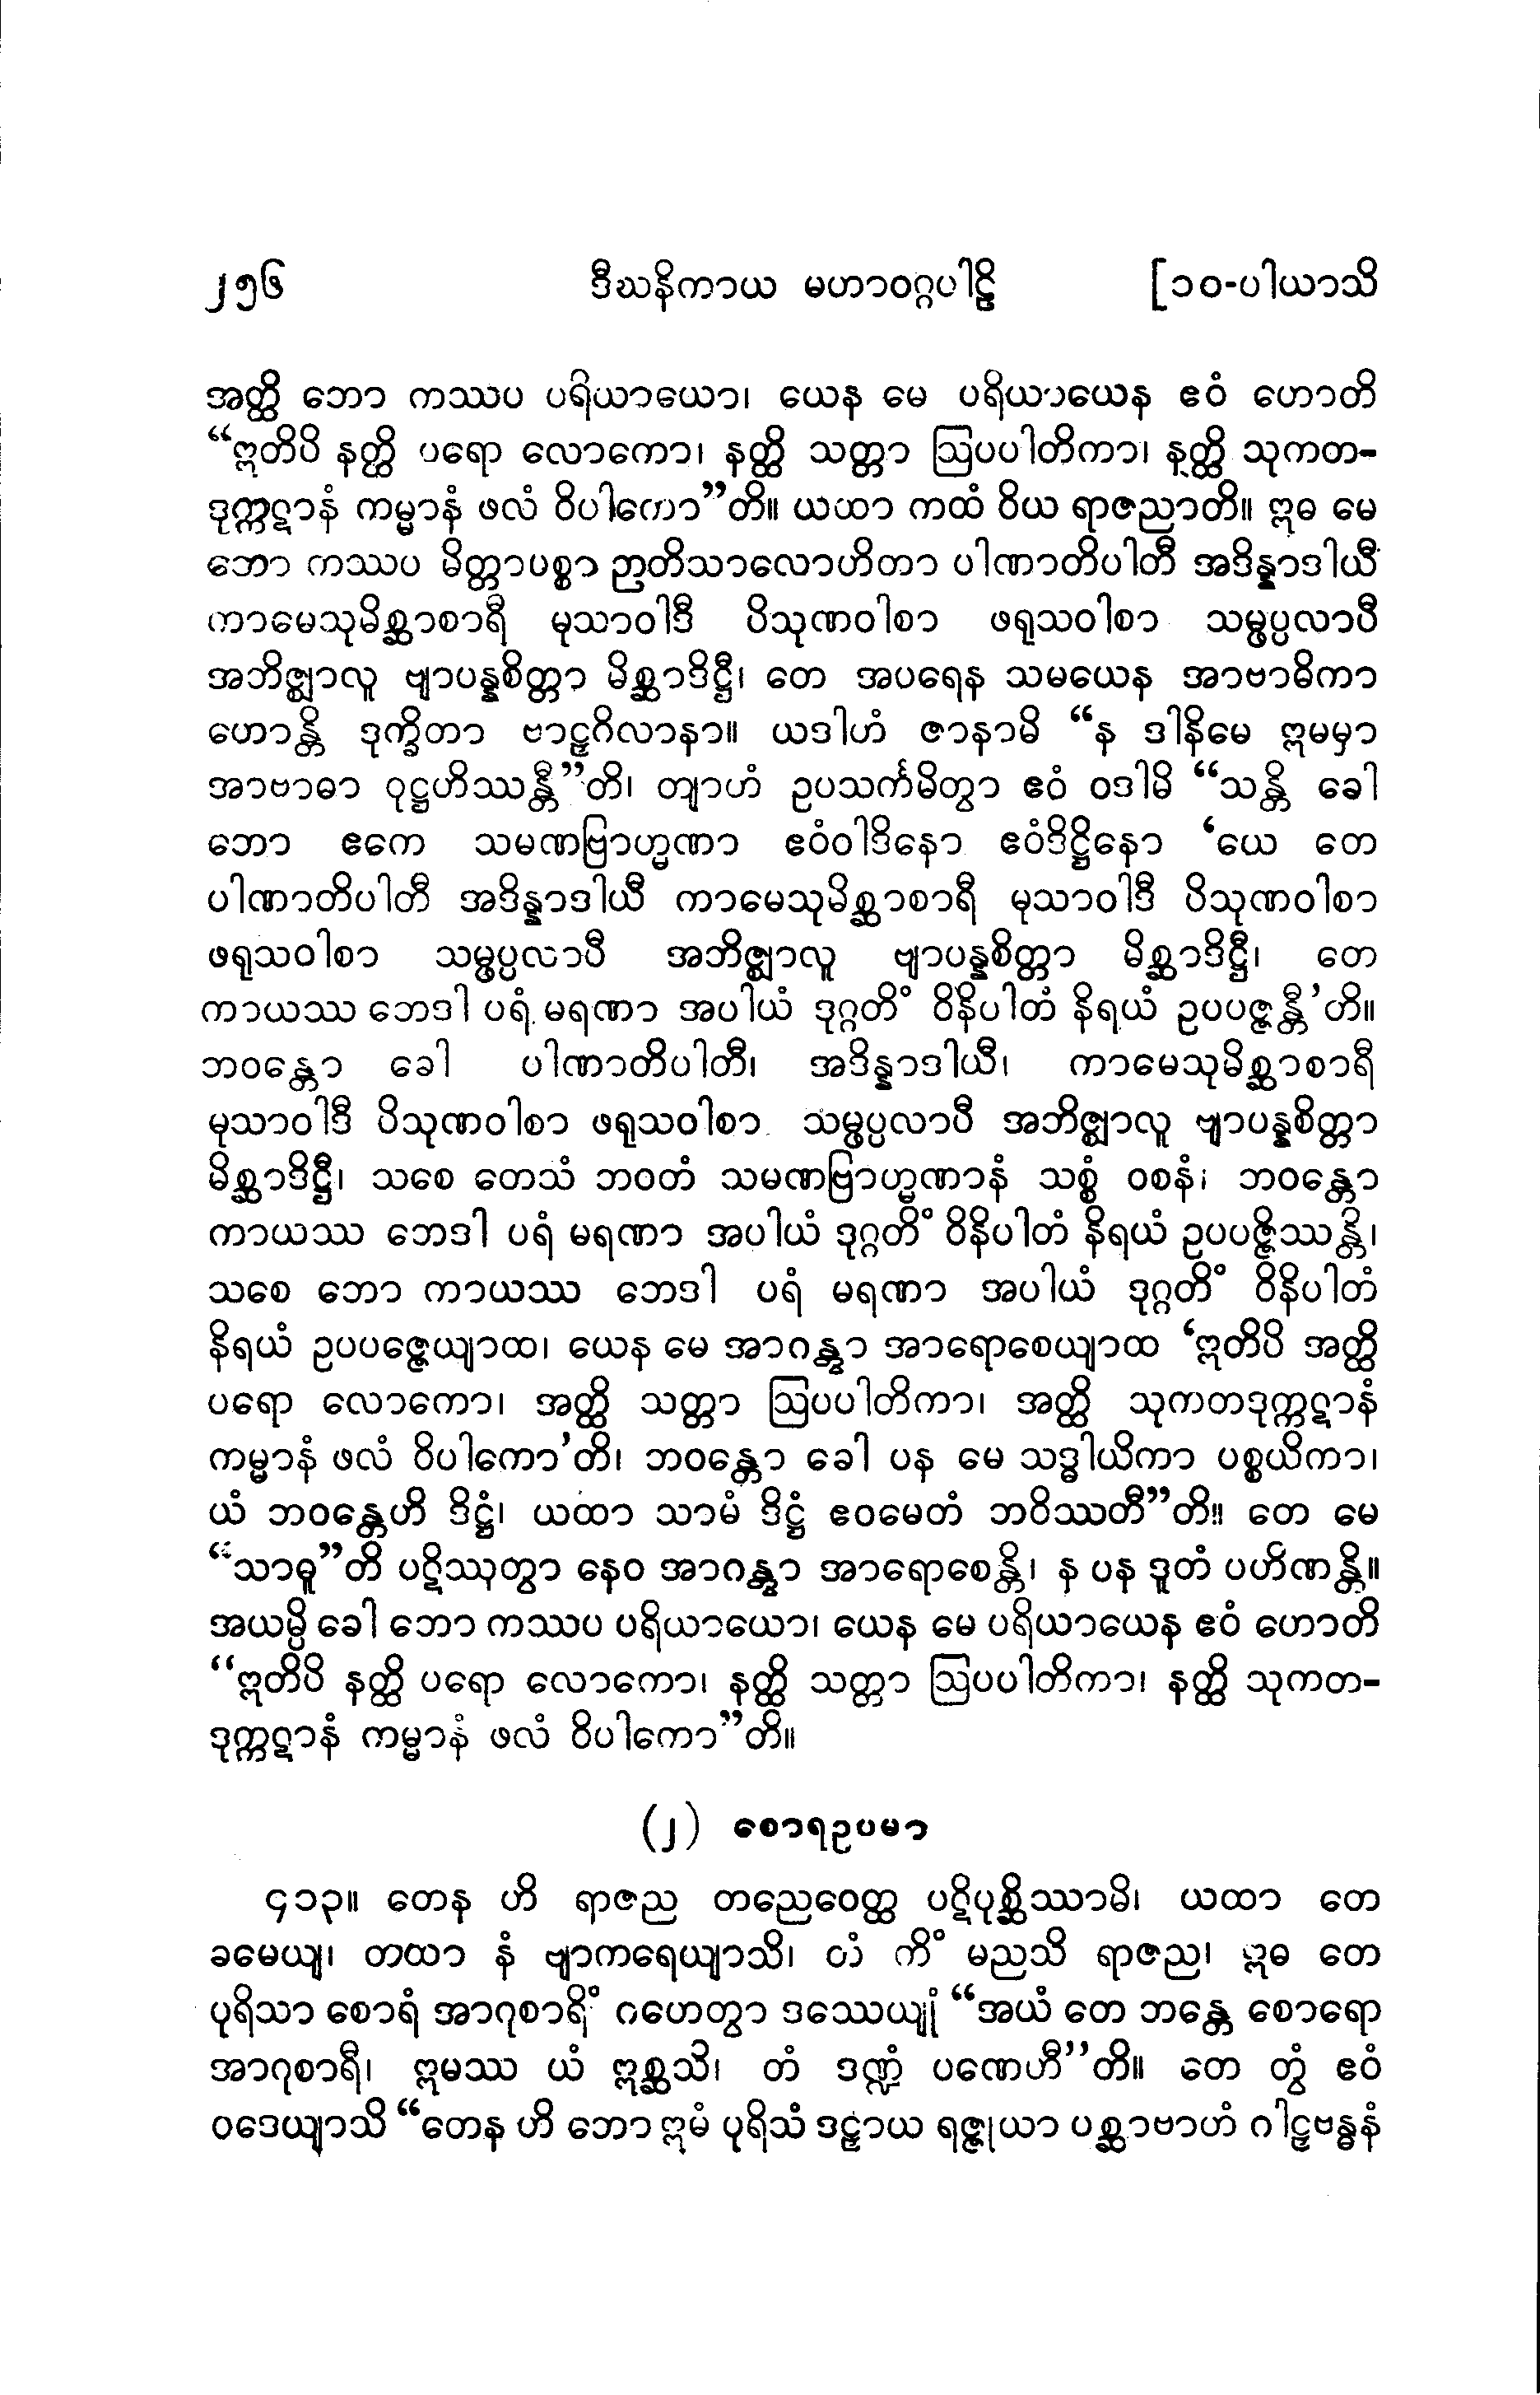 ၂၅၆ ဒီဃနိကာယ မဟာဝဂ္ဂပါဠိ [၁၀-ပါယာသိ
အတ္ထိ ဘော ကဿပ ပရိယာယော၊ ယေန မေ ပရိယာယေန ဧဝံ ဟောတိ
“ဣတိပိ နတ္ထိ ပရော လောကော၊ နတ္ထိ သတ္တာ ဩပပါတိကာ၊ နတ္ထိ သုကတ-
ဒုက္ကဋာနံ ကမ္မာနံ ဖလံ ဝိပါကော”တိ။ ယထာ ကထံ ဝိယ ရာဇညာတိ။ ဣဓ မေ
ဘော ကဿပ မိတ္တာမစ္စာ ဉာတိသာလောဟိတာ ပါဏာတိပါတီ အဒိန္နာဒါယီ
ကာမေသုမိစ္ဆာစာရီ မုသာဝါဒီ ပိသုဏဝါစာ ဖရုသဝါစာ သမ္ဖပ္ပလာပီ
အဘိဇ္ဈာလူ ဗျာပန္နစိတ္တာ မိစ္ဆာဒိဋ္ဌီ၊ တေ အပရေန သမယေန အာဗာဓိကာ
ဟောန္တိ ဒုက္ခိတာ ဗာဠှဂိလာနာ။ ယဒါဟံ ဇာနာမိ “န ဒါနိမေ ဣမမှာ
အာဗာဓာ ဝုဋ္ဌဟိဿန္တီ”တိ၊ တျာဟံ ဥပသင်္ကမိတွာ ဧဝံ ဝဒါမိ “သန္တိ ခေါ
ဘော ဧကေ သမဏဗြာဟ္မဏာ ဧဝံဝါဒိနော ဧဝံဒိဋ္ဌိနော ‘ယေ တေ
ပါဏာတိပါတီ အဒိန္နာဒါယီ ကာမေသုမိစ္ဆာစာရီ မုသာဝါဒီ ပိသုဏဝါစာ
ဖရုသဝါစာ သမ္ဖပ္ပလာပီ အဘိဇ္ဈာလူ ဗျာပန္နစိတ္တာ မိစ္ဆာဒိဋ္ဌီ၊ တေ
ကာယဿ ဘေဒါ ပရံ မရဏာ အပါယံ ဒုဂ္ဂတိံ ဝိနိပါတံ နိရယံ ဥပပဇ္ဇန္တီ’တိ။
ဘဝန္တော ခေါ ပါဏာတိပါတီ၊ အဒိန္နာဒါယီ၊ ကာမေသုမိစ္ဆာစာရီ
မုသာဝါဒီ ပိသုဏဝါစာ ဖရုသဝါစာ သမ္ဖပ္ပလာပီ အဘိဇ္ဈာလူ ဗျာပန္နစိတ္တာ
မိစ္ဆာဒိဋ္ဌီ၊ သစေ တေသံ ဘဝတံ သမဏဗြာဟ္မဏာနံ သစ္စံ ဝစနံ၊ ဘဝန္တော
ကာယဿ ဘေဒါ ပရံ မရဏာ အပါယံ ဒုဂ္ဂတိံ ဝိနိပါတံ နိရယံ ဥပပဇ္ဇိဿန္တိ၊
သစေ ဘော ကာယဿ ဘေဒါ ပရံ မရဏာ အပါယံ ဒုဂ္ဂတိံ ဝိနိပါတံ
နိရယံ ဥပပဇ္ဇေယျာထ၊ ယေန မေ အာဂန္တွာ အာရောစေယျာထ ‘ဣတိပိ အတ္ထိ
ပရော လောကော၊ အတ္ထိ သတ္တာ ဩပပါတိကာ၊ အတ္ထိ သုကတဒုက္ကဋာနံ
ကမ္မာနံ ဖလံ ဝိပါကော’တိ၊ ဘဝန္တော ခေါ ပန မေ သဒ္ဓါယိကာ ပစ္စယိကာ၊
ယံ ဘဝန္တေဟိ ဒိဋ္ဌံ၊ ယထာ သာမံ ဒိဋ္ဌံ ဧဝမေတံ ဘဝိဿတီ”တိ။ တေ မေ
“သာဓူ”တိ ပဋိဿုတွာ နေဝ အာဂန္တွာ အာရောစေန္တိ၊ န ပန ဒူတံ ပဟိဏန္တိ။
အယမ္ပိ ခေါ ဘော ကဿပ ပရိယာယော၊ ယေန မေ ပရိယာယေန ဧဝံ ဟောတိ
“ဣတိပိ နတ္ထိ ပရော လောကော၊ နတ္ထိ သတ္တာ ဩပပါတိကာ၊ နတ္ထိ သုကတ-
ဒုက္ကဋာနံ ကမ္မာနံ ဖလံ ဝိပါကော”တိ။
(၂) စောရဥပမာ
၄၁၃။ တေန ဟိ ရာဇည တညေဝေတ္ထ ပဋိပုစ္ဆိဿာမိ၊ ယထာ တေ
ခမေယျ၊ တထာ နံ ဗျာကရေယျာသိ၊ တံ ကိံ မညသိ ရာဇည၊ ဣဓ တေ
ပုရိသာ စောရံ အာဂုစာရိံ ဂဟေတွာ ဒဿေယျုံ “အယံ တေ ဘန္တေ စောရော
အာဂုစာရီ၊ ဣမဿ ယံ ဣစ္ဆသိ၊ တံ ဒဏ္ဍံ ပဏေဟီ”တိ။ တေ တွံ ဧဝံ
ဝဒေယျာသိ “တေန ဟိ ဘော ဣမံ ပုရိသံ ဒဠှာယ ရဇ္ဇုယာ ပစ္ဆာဗာဟံ ဂါဠှဗန္ဓနံ